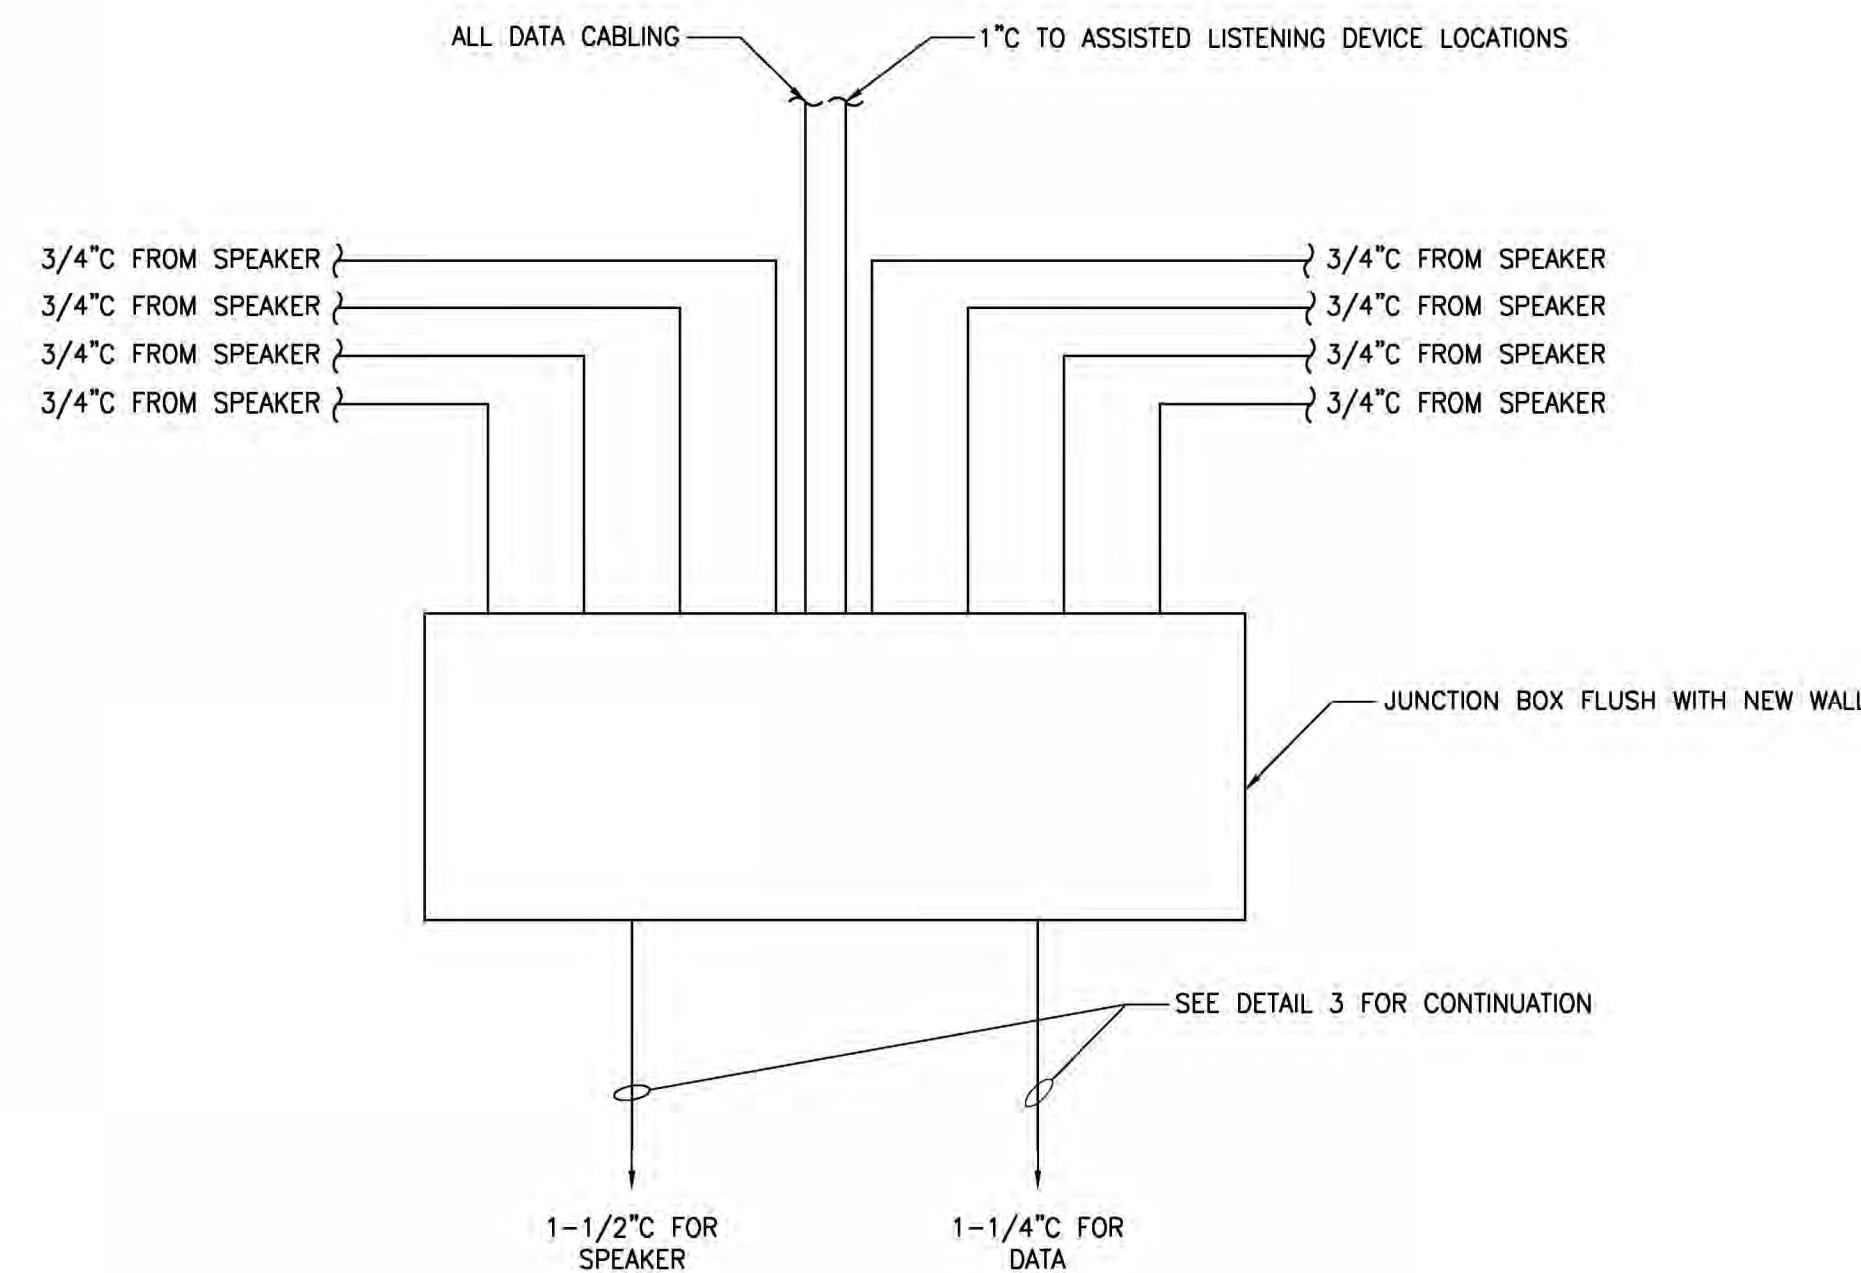 ALL DATA CABLING
1"C TO ASSISTED LISTENING DEVICE LOCATIONS
3/4"C FROM SPEAKER
3/4"C FROM SPEAKER
3/4"C FROM SPEAKER
3/4"C FROM SPEAKER
3/4"C FROM SPEAKER
3/4"C FROM SPEAKER
3/4"C FROM SPEAKER
3/4"C FROM SPEAKER
JUNCTION BOX FLUSH WITH NEW WALL
SEE DETAIL 3 FOR CONTINUATION
1-1/2"C FOR
SPEAKER
1-1/4"C FOR
DATA